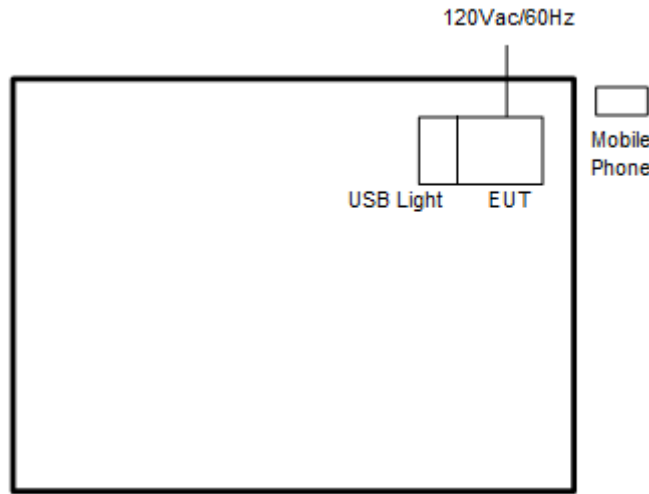 120Vac/60Hz
Mobile
Phone
USB Light
EUT